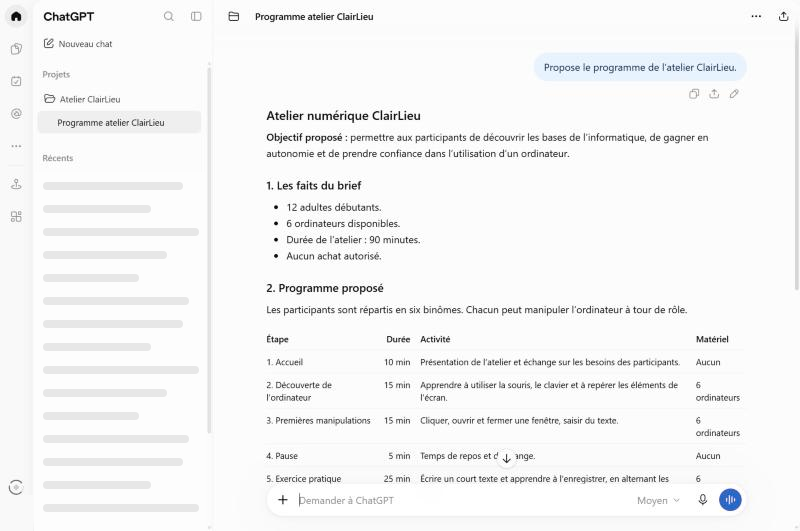 ChatGPT
Programme atelier ClairLieu
Nouveau chat
Projets
Atelier ClairLieu
Programme atelier ClairLieu
Récents
Propose le programme de l'atelier ClairLieu.
Atelier numérique ClairLieu
Objectif proposé : permettre aux participants de découvrir les bases de l'informatique, de gagner en
autonomie et de prendre confiance dans l'utilisation d'un ordinateur.
1. Les faits du brief
12 adultes débutants.
6 ordinateurs disponibles.
Durée de l'atelier : 90 minutes.
Aucun achat autorisé.
2. Programme proposé
Les participants sont répartis en six binômes. Chacun peut manipuler l'ordinateur à tour de rôle.
Étape Durée Activité Matériel
1. Accueil 10 min Présentation de l'atelier et échange sur les besoins des participants. Aucun
2. Découverte de 15 min Apprendre à utiliser la souris, le clavier et à repérer les éléments de 6
l'ordinateur l'écran. ordinateurs
3. Premières manipulations 15 min Cliquer, ouvrir et fermer une fenêtre, saisir du texte. 6
ordinateurs
4. Pause 5 min Temps de repos et Aucun
5. Exercice pratique 25 min Écrire un court texte et apprendre à l'enregistrer, en alternant les 6
Demander à ChatGPT Moyen